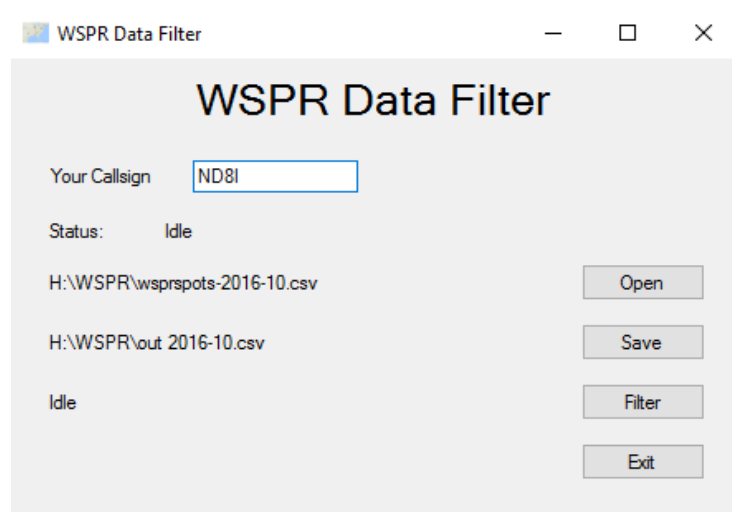 WSPR Data Filter
WSPR Data Filter
Your Callsign ND8I
Status: Idle
H:\WSPR\wsprspots-2016-10.csv Open
H:\WSPR\out 2016-10.csv Save
Idle Filter
Exit